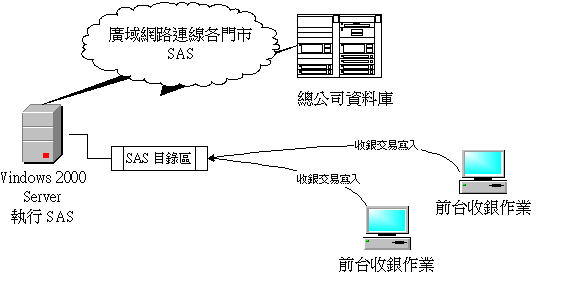 廣域網路連線各門市
SAS
總公司資料庫
Windows 2000
Server
執行 SAS
SAS 目錄區
收銀交易寫入
收銀交易寫入
前台收銀作業
前台收銀作業